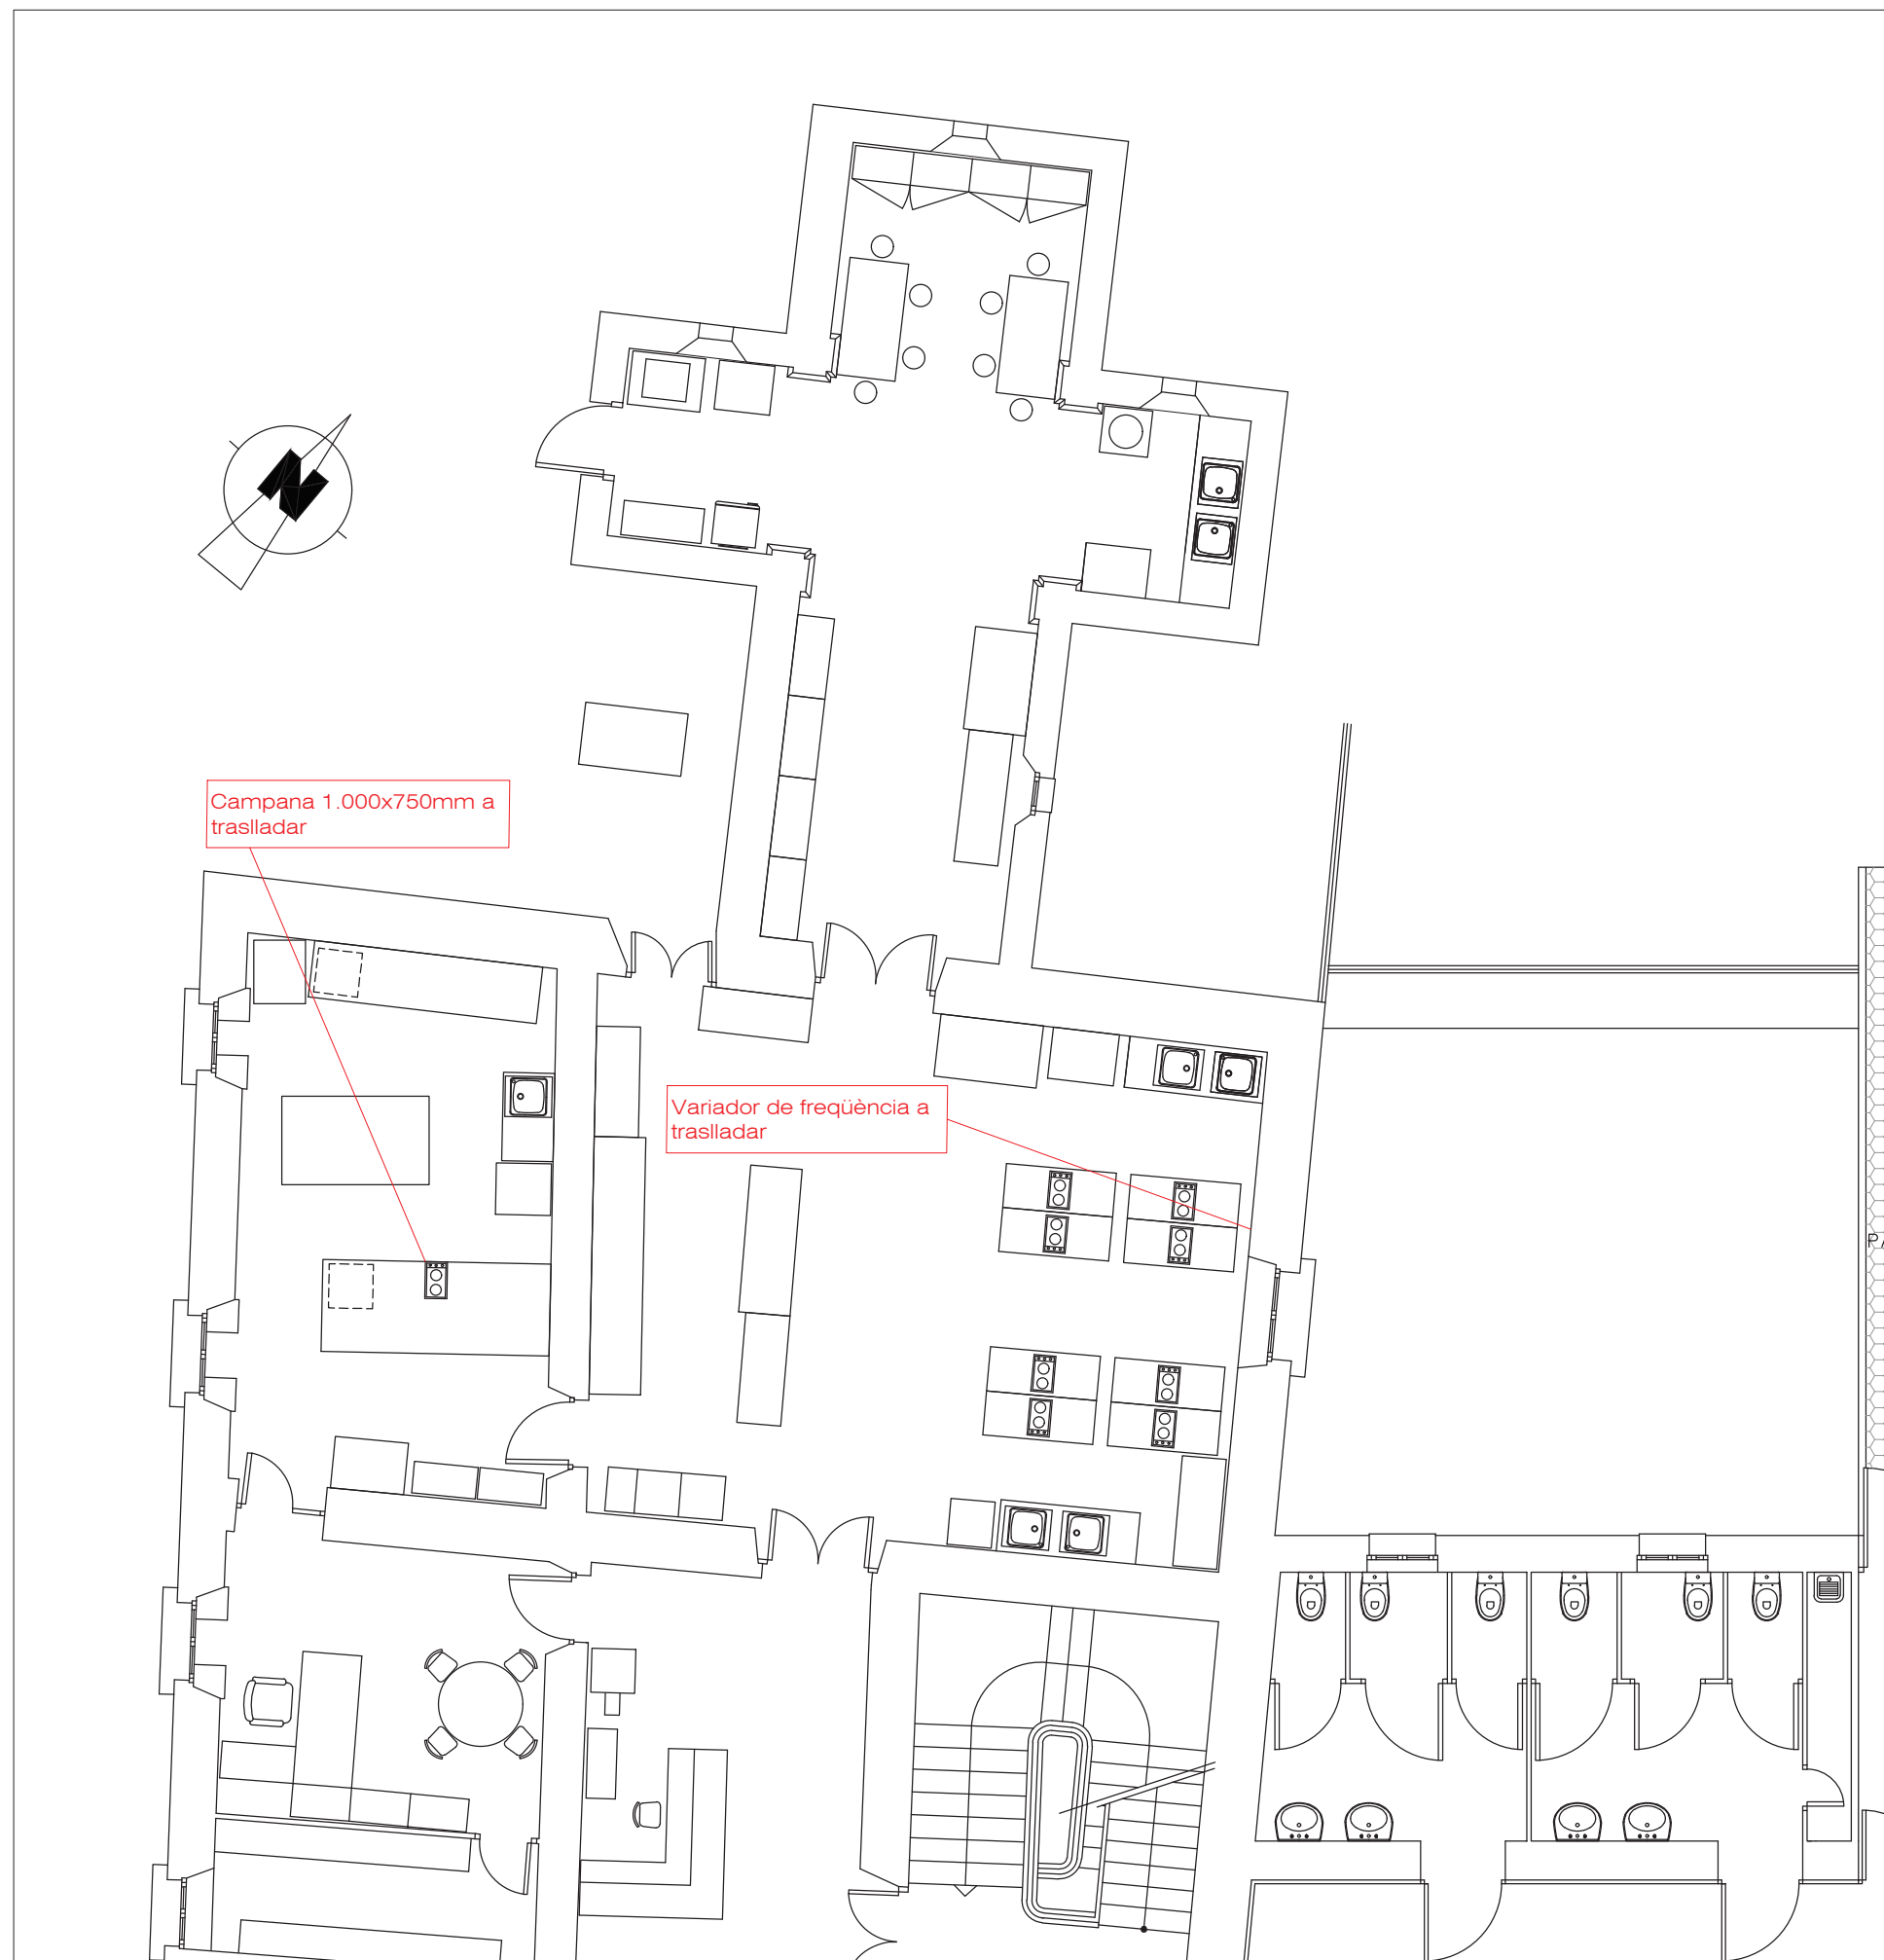 N
Campana 1.000x750mm a
traslladar
Variador de freqüència a
traslladar